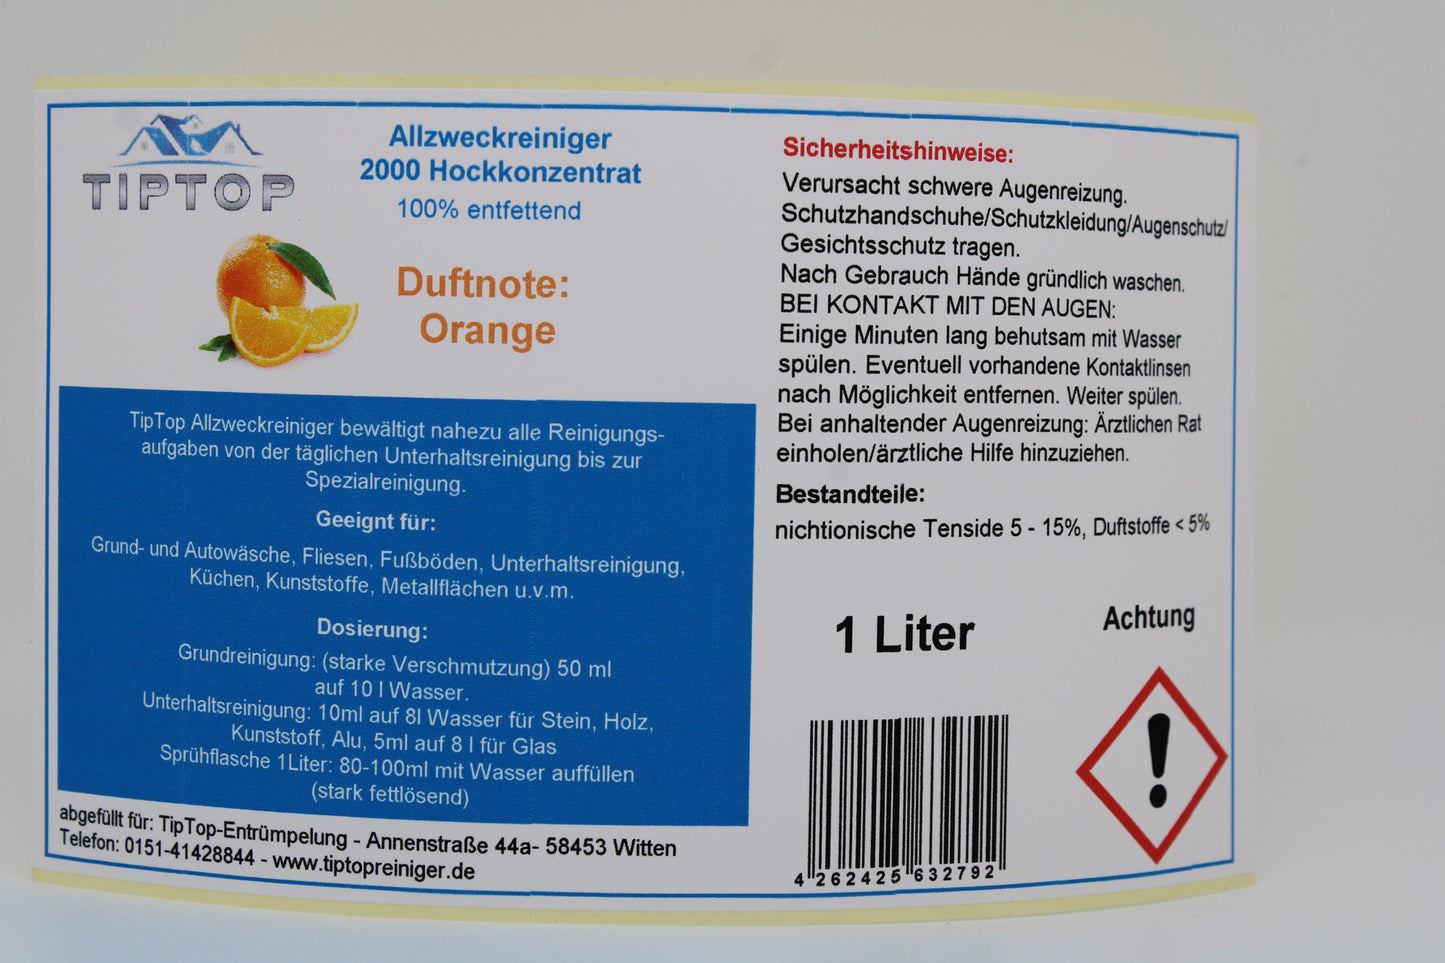 TIPTOP
Allzweckreiniger
2000 Hockkonzentrat
100% entfettend
Duftnote:
Orange
TipTop Allzweckreiniger bewältigt nahezu alle Reinigungs-
aufgaben von der täglichen Unterhaltsreinigung bis zur
Spezialreinigung.
Geeignt für:
Grund- und Autowäsche, Fliesen, Fußböden, Unterhaltsreinigung,
Küchen, Kunststoffe, Metallflächen u.v.m.
Dosierung:
Grundreinigung: (starke Verschmutzung) 50 ml
auf 10 l Wasser.
Unterhaltsreinigung: 10ml auf 8l Wasser für Stein, Holz,
Kunststoff, Alu, 5ml auf 8 l für Glas
Sprühflasche 1Liter: 80-100ml mit Wasser auffüllen
(stark fettlösend)
abgefüllt für: TipTop-Entrümpelung - Annenstraße 44a- 58453 Witten
Telefon: 0151-41428844 - www.tiptopreiniger.de
Sicherheitshinweise:
Verursacht schwere Augenreizung.
Schutzhandschuhe/Schutzkleidung/Augenschutz/
Gesichtsschutz tragen.
Nach Gebrauch Hände gründlich waschen.
BEI KONTAKT MIT DEN AUGEN:
Einige Minuten lang behutsam mit Wasser
spülen. Eventuell vorhandene Kontaktlinsen
nach Möglichkeit entfernen. Weiter spülen.
Bei anhaltender Augenreizung: Ärztlichen Rat
einholen/ärztliche Hilfe hinzuziehen.
Bestandteile:
nichtionische Tenside 5 - 15%, Duftstoffe < 5%
1 Liter
Achtung
4 262425 632792